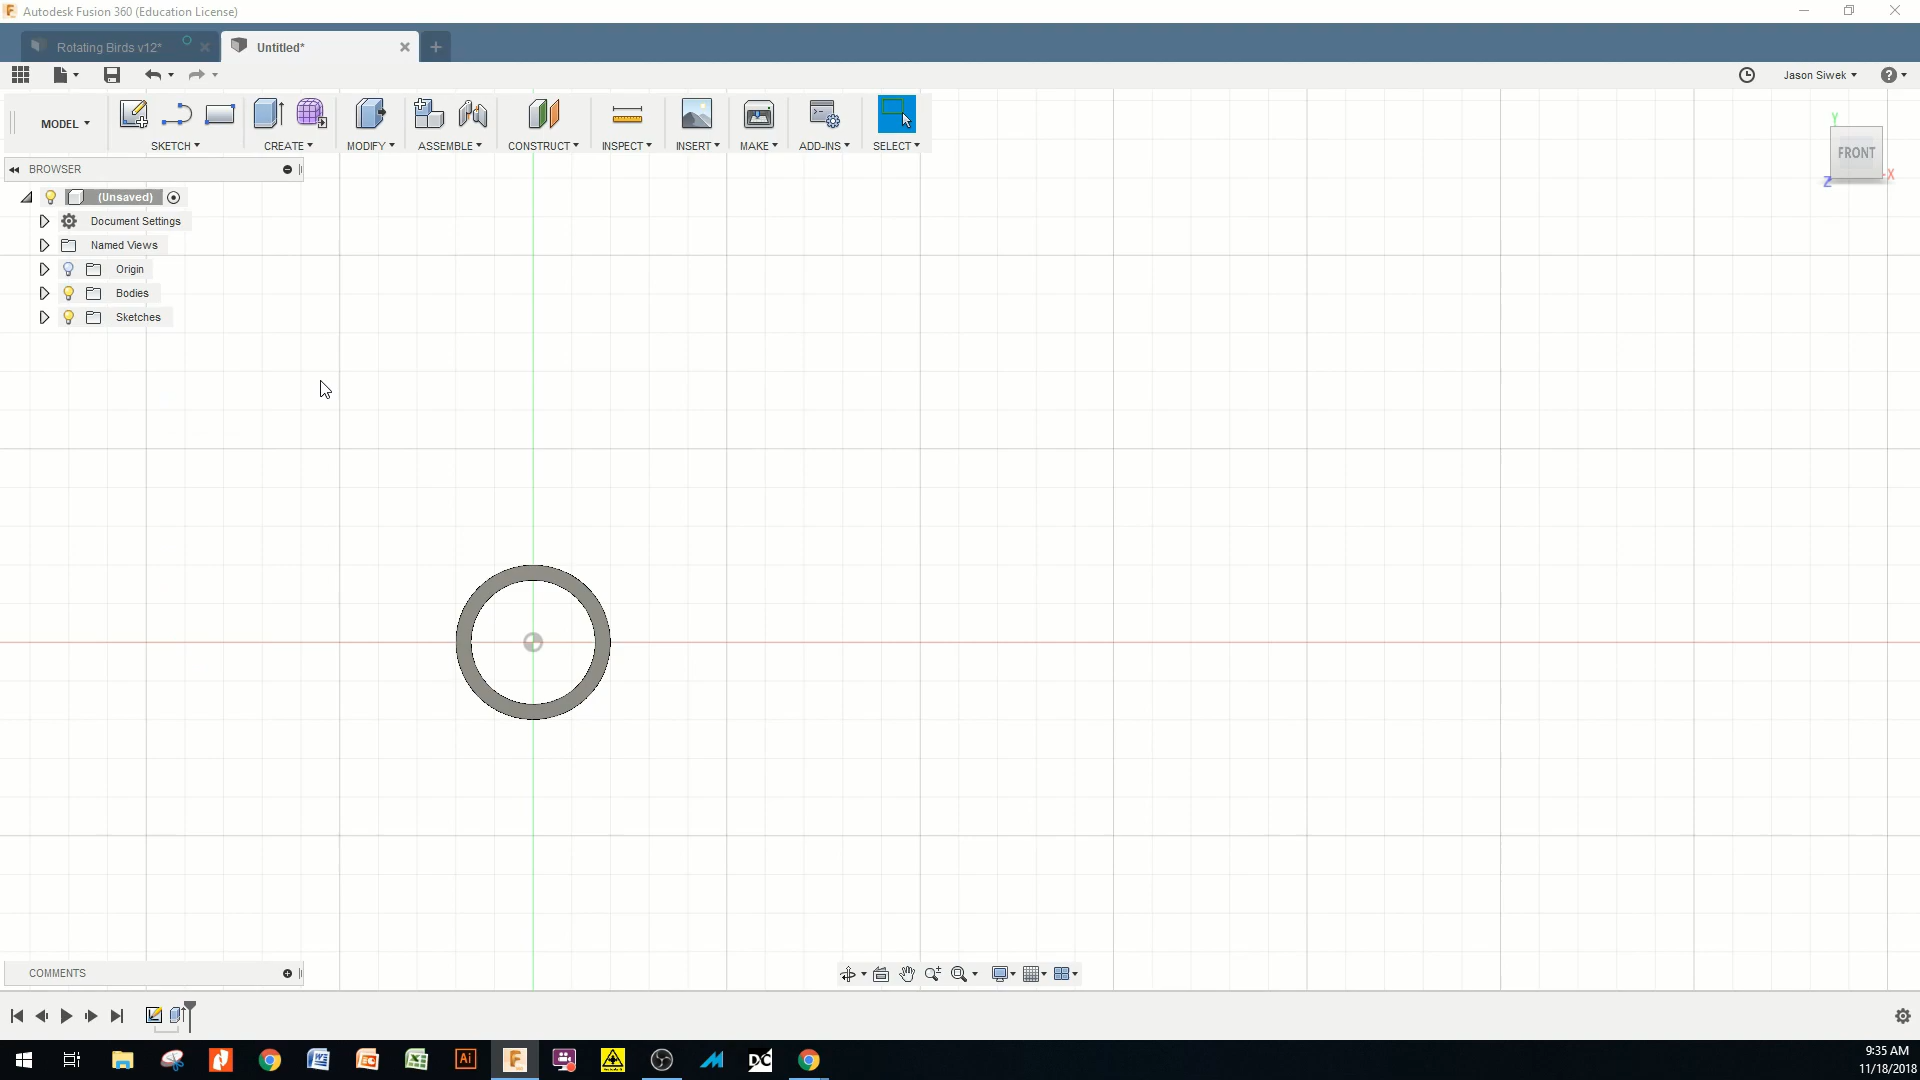 Autodesk Fusion 360 (Education License)
Rotating Birds v12*
Untitled*
Jason Siwek
MODEL
SKETCH
CREATE
MODIFY
ASSEMBLE
CONSTRUCT
INSPECT
INSERT
MAKE
ADD-INS
SELECT
Y
FRONT
X
Z
BROWSER
(Unsaved)
Document Settings
Named Views
Origin
Bodies
Sketches
COMMENTS
Ai
DC
9:35 AM
11/18/2018